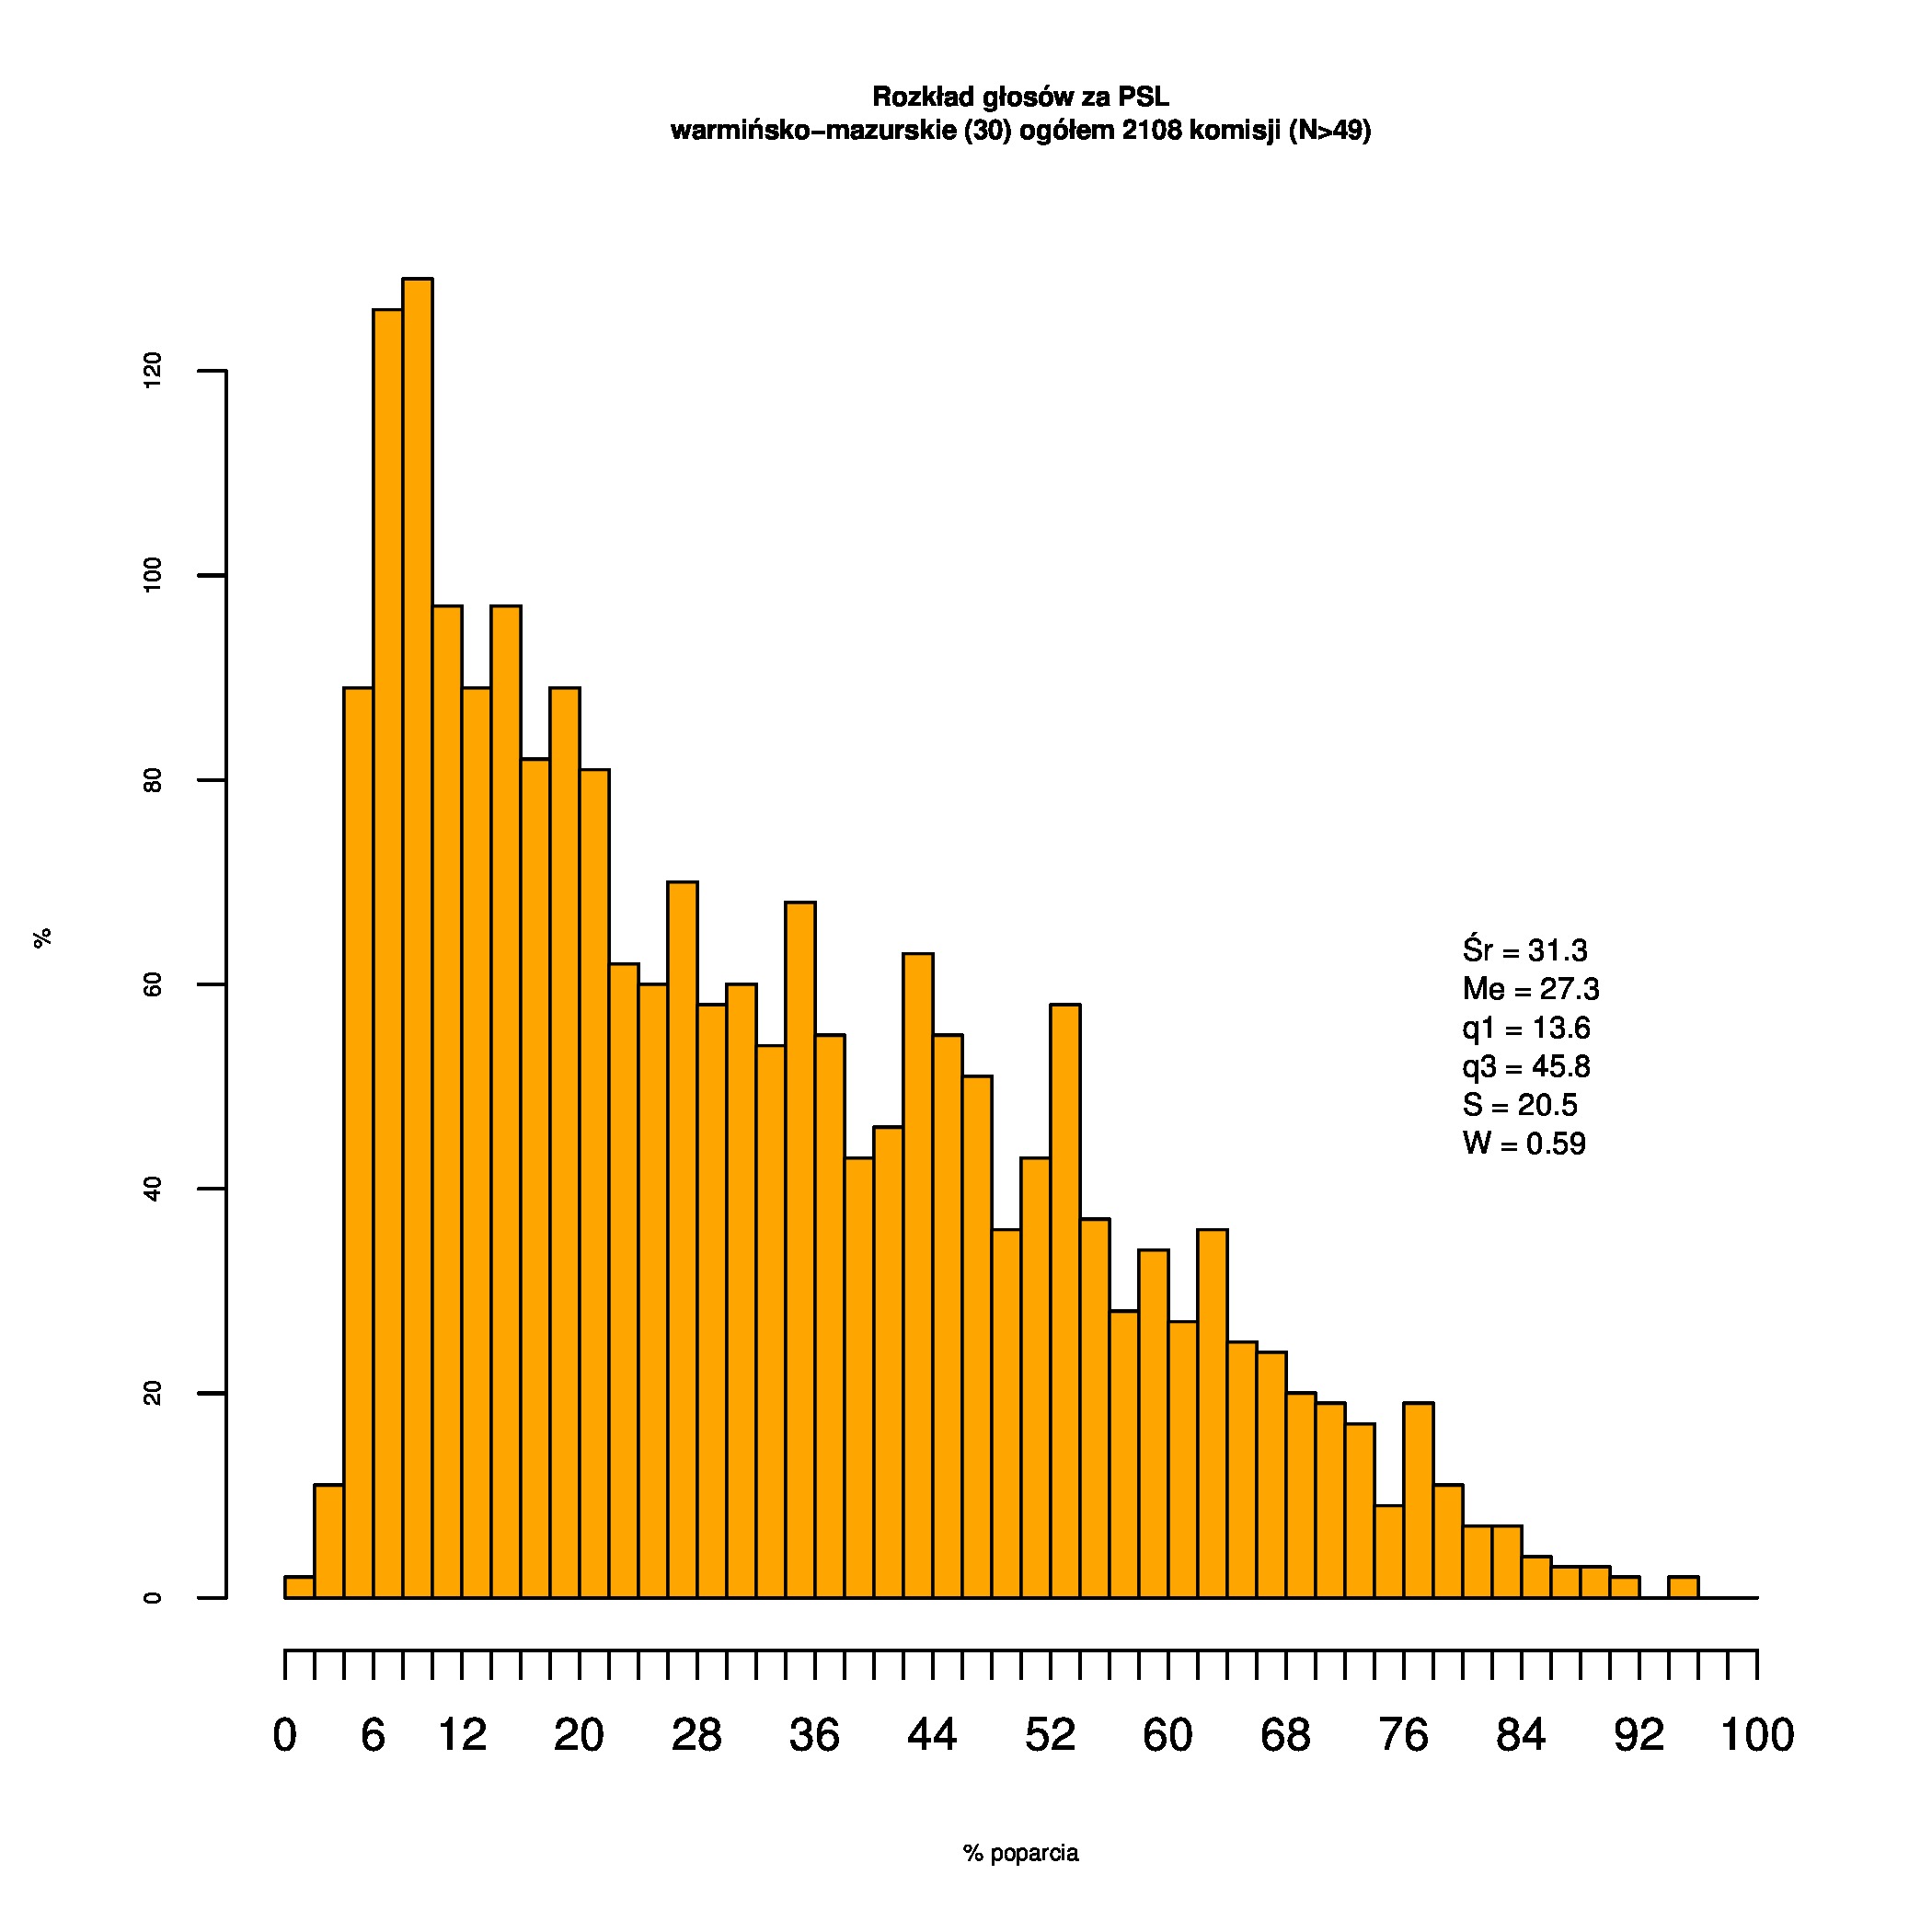 Rozkład głosów za PSL
warmińsko−mazurskie (30) ogółem 2108 komisji (N>49)
120
100
80
60
40
20
0
%
Śr = 31.3
Me = 27.3
q1 = 13.6
q3 = 45.8
S = 20.5
W = 0.59
0 6 12 20 28 36 44 52 60 68 76 84 92 100
% poparcia